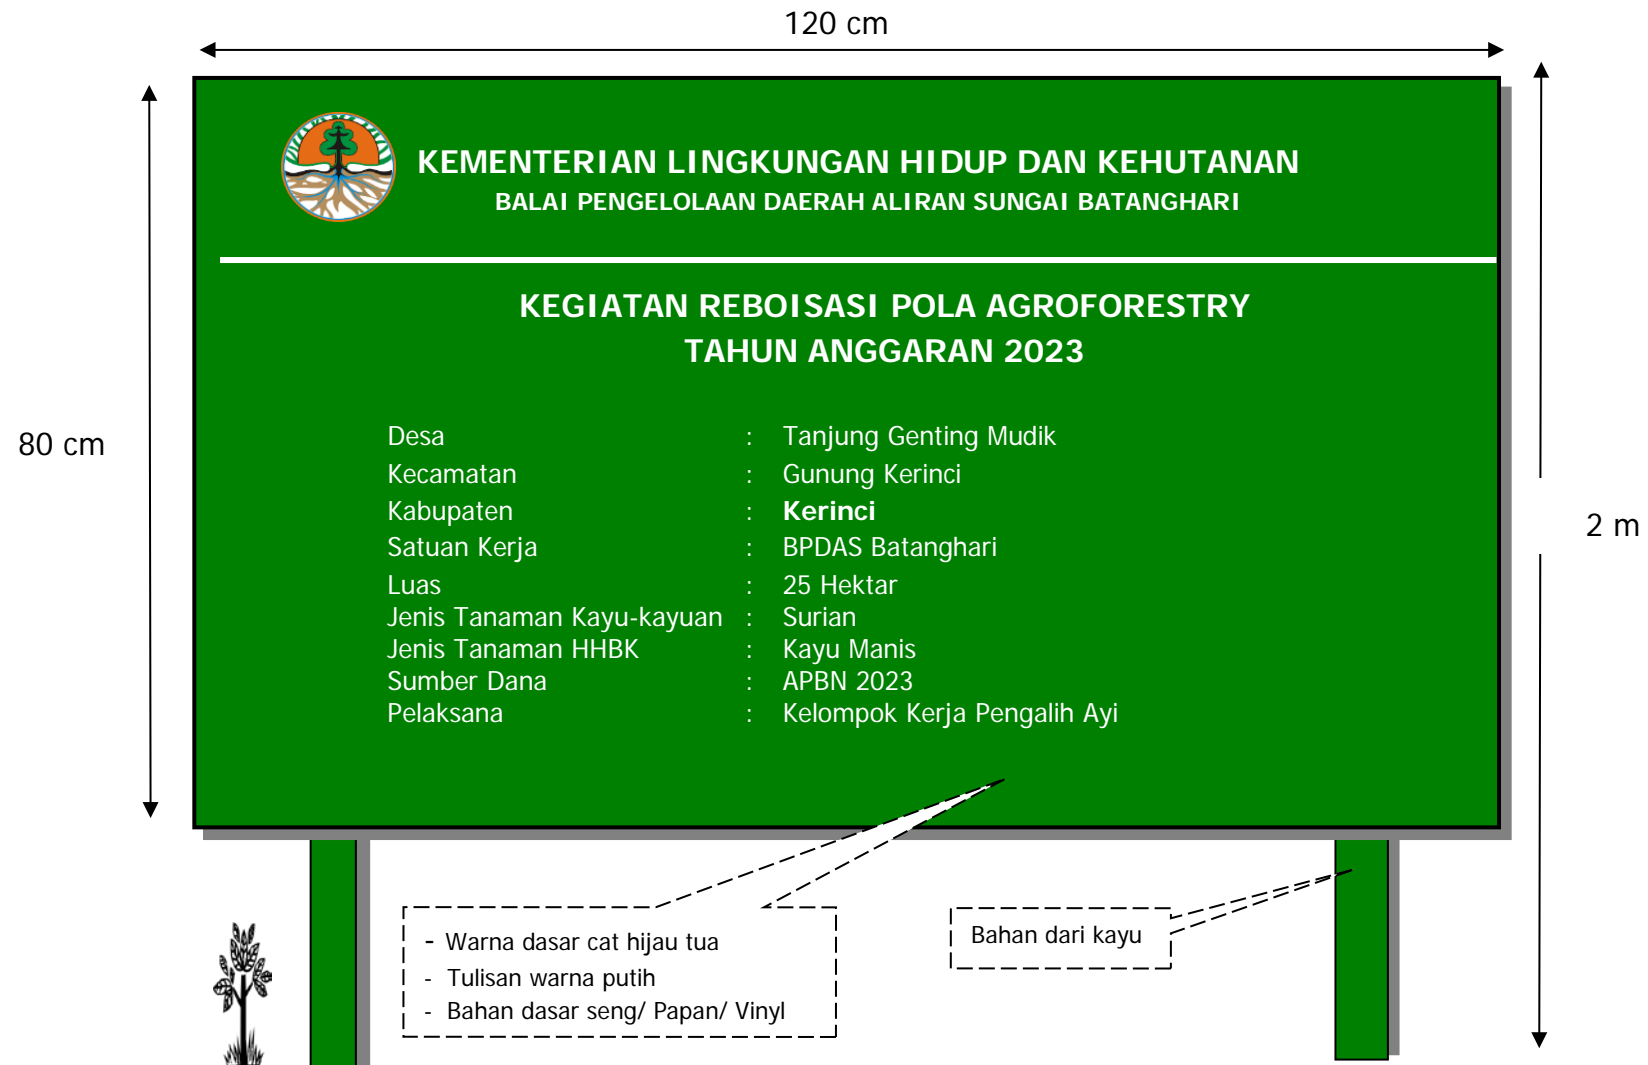 120 cm
KEMENTERIAN LINGKUNGAN HIDUP DAN KEHUTANAN
BALAI PENGELOLAAN DAERAH ALIRAN SUNGAI BATANGHARI
KEGIATAN REBOISASI POLA AGROFORESTRY
TAHUN ANGGARAN 2023
80 cm
2 m
Desa : Tanjung Genting Mudik
Kecamatan : Gunung Kerinci
Kabupaten : Kerinci
Satuan Kerja : BPDAS Batanghari
Luas : 25 Hektar
Jenis Tanaman Kayu-kayuan : Surian
Jenis Tanaman HHBK : Kayu Manis
Sumber Dana : APBN 2023
Pelaksana : Kelompok Kerja Pengalih Ayi
- Warna dasar cat hijau tua
- Tulisan warna putih
- Bahan dasar seng/ Papan/ Vinyl
Bahan dari kayu